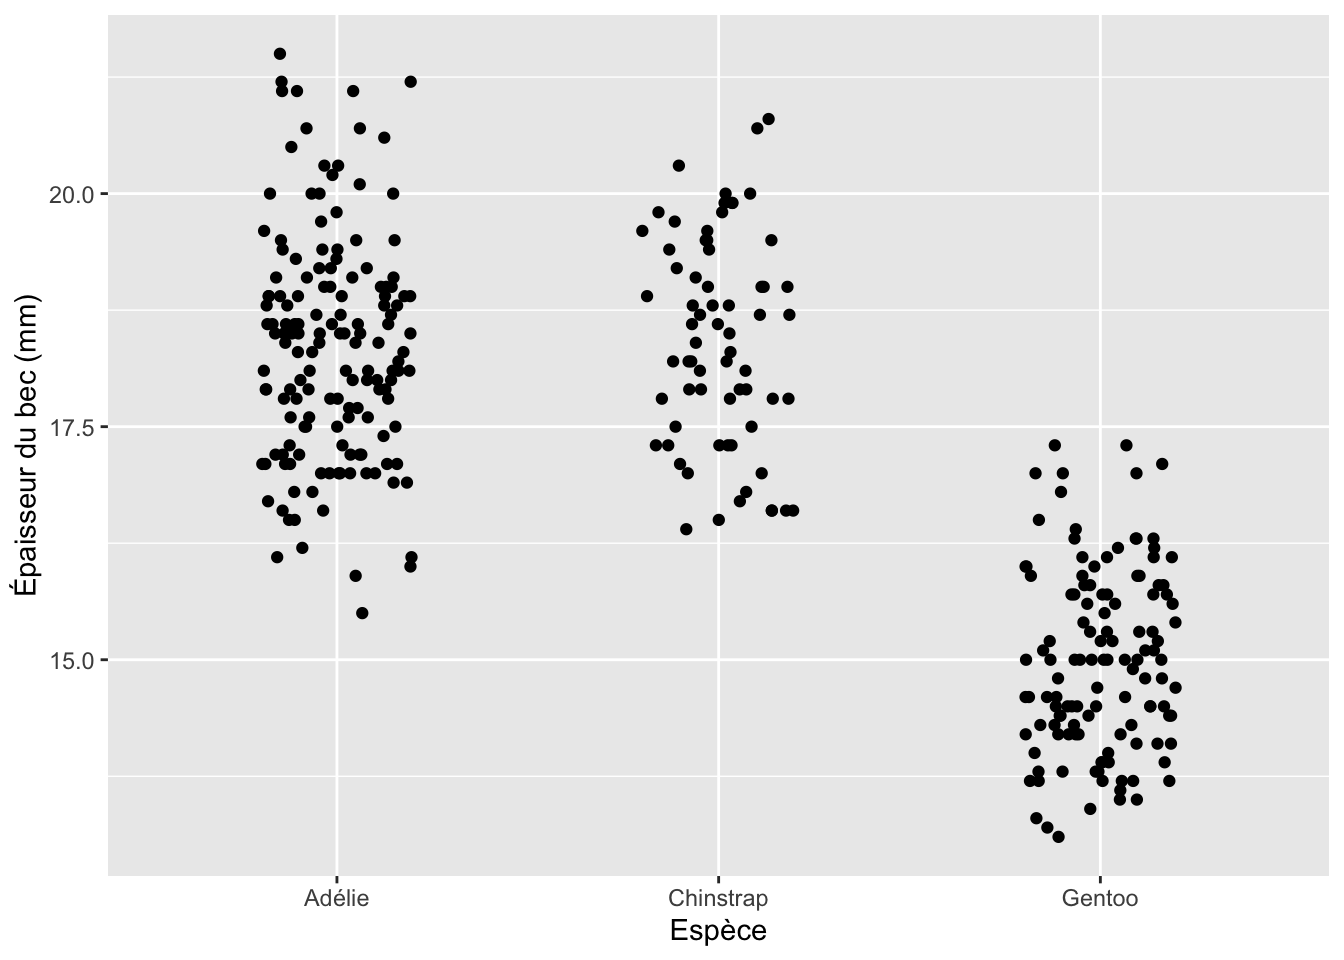 Épaisseur du bec (mm)
20.0
17.5
15.0
Adélie
Chinstrap
Gentoo
Espèce